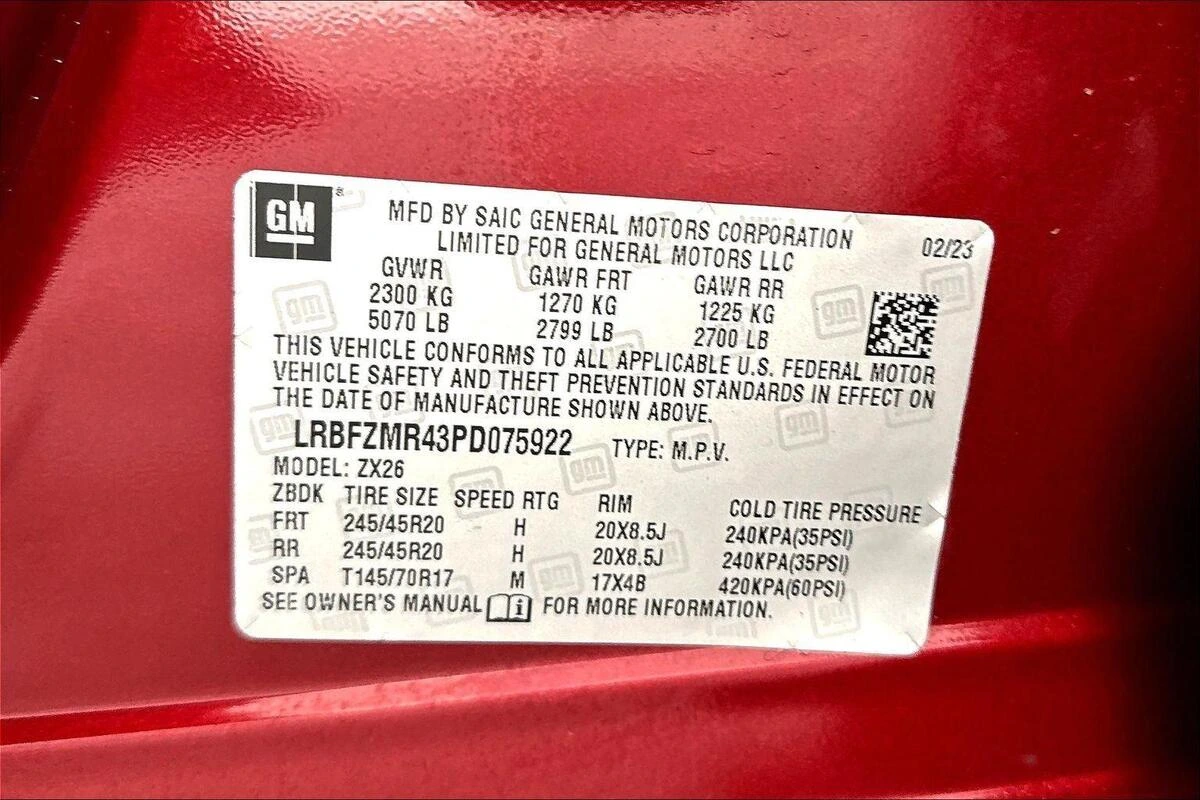 GM
MFD BY SAIC GENERAL MOTORS CORPORATION 02/23
LIMITED FOR GENERAL MOTORS LLC
GVWR GAWR FRT GAWR RR
2300 KG 1270 KG 1225 KG
5070 LB 2799 LB 2700 LB
THIS VEHICLE CONFORMS TO ALL APPLICABLE U.S. FEDERAL MOTOR
VEHICLE SAFETY AND THEFT PREVENTION STANDARDS IN EFFECT ON
THE DATE OF MANUFACTURE SHOWN ABOVE.
LRBFZMR43PD075922 TYPE: M.P.V.
MODEL: ZX26
ZBDK TIRE SIZE SPEED RTG RIM COLD TIRE PRESSURE
FRT 245/45R20 H 20X8.5J 240KPA(35PSI)
RR 245/45R20 H 20X8.5J 240KPA(35PSI)
SPA T145/70R17 M 17X4B 420KPA(60PSI)
SEE OWNER'S MANUAL i FOR MORE INFORMATION.